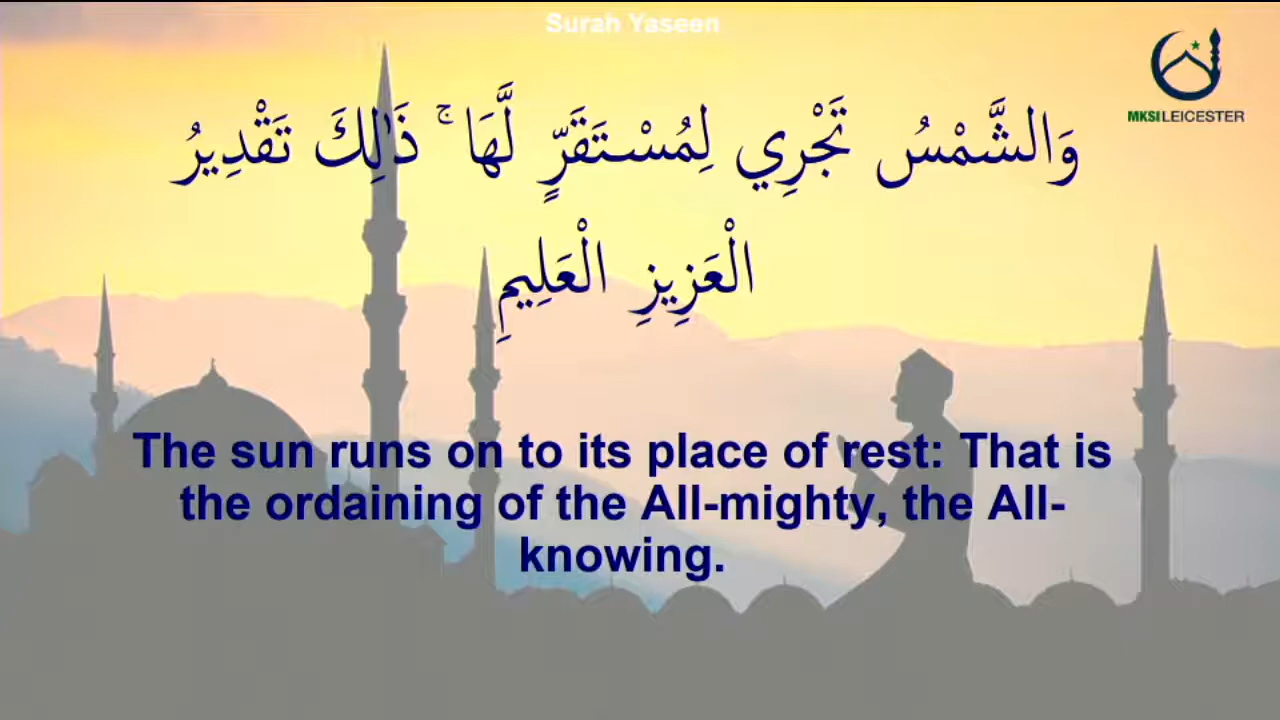 Surah Yaseen
MKSI LEICESTER
وَالشَّمْسُ تَجْرِي لِمُسْتَقَرٍّ لَّهَا ۚ ذَٰلِكَ تَقْدِيرُ
الْعَزِيزِ الْعَلِيمِ
The sun runs on to its place of rest: That is
the ordaining of the All-mighty, the All-
knowing.